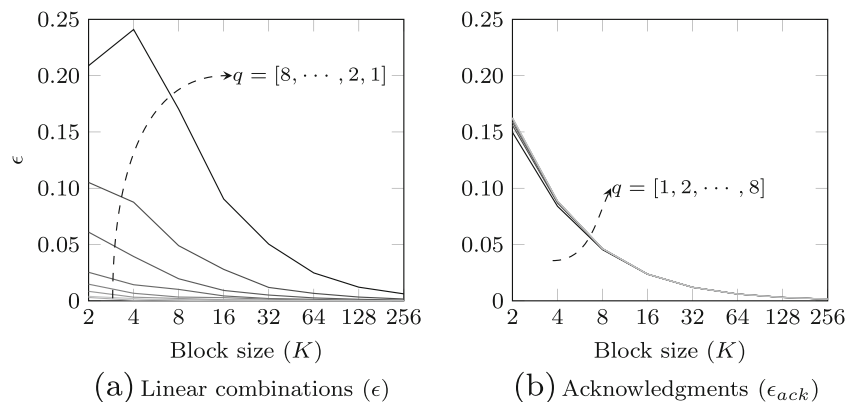 0.25
0.20
0.15
0.10
0.05
0
ϵ
q = [8, ⋯ , 2, 1]
2 4 8 16 32 64 128 256
Block size (K)
(a) Linear combinations (ϵ)
0.25
0.20
0.15
0.10
0.05
0
q = [1, 2, ⋯ , 8]
2 4 8 16 32 64 128 256
Block size (K)
(b) Acknowledgments (ϵ_ack)